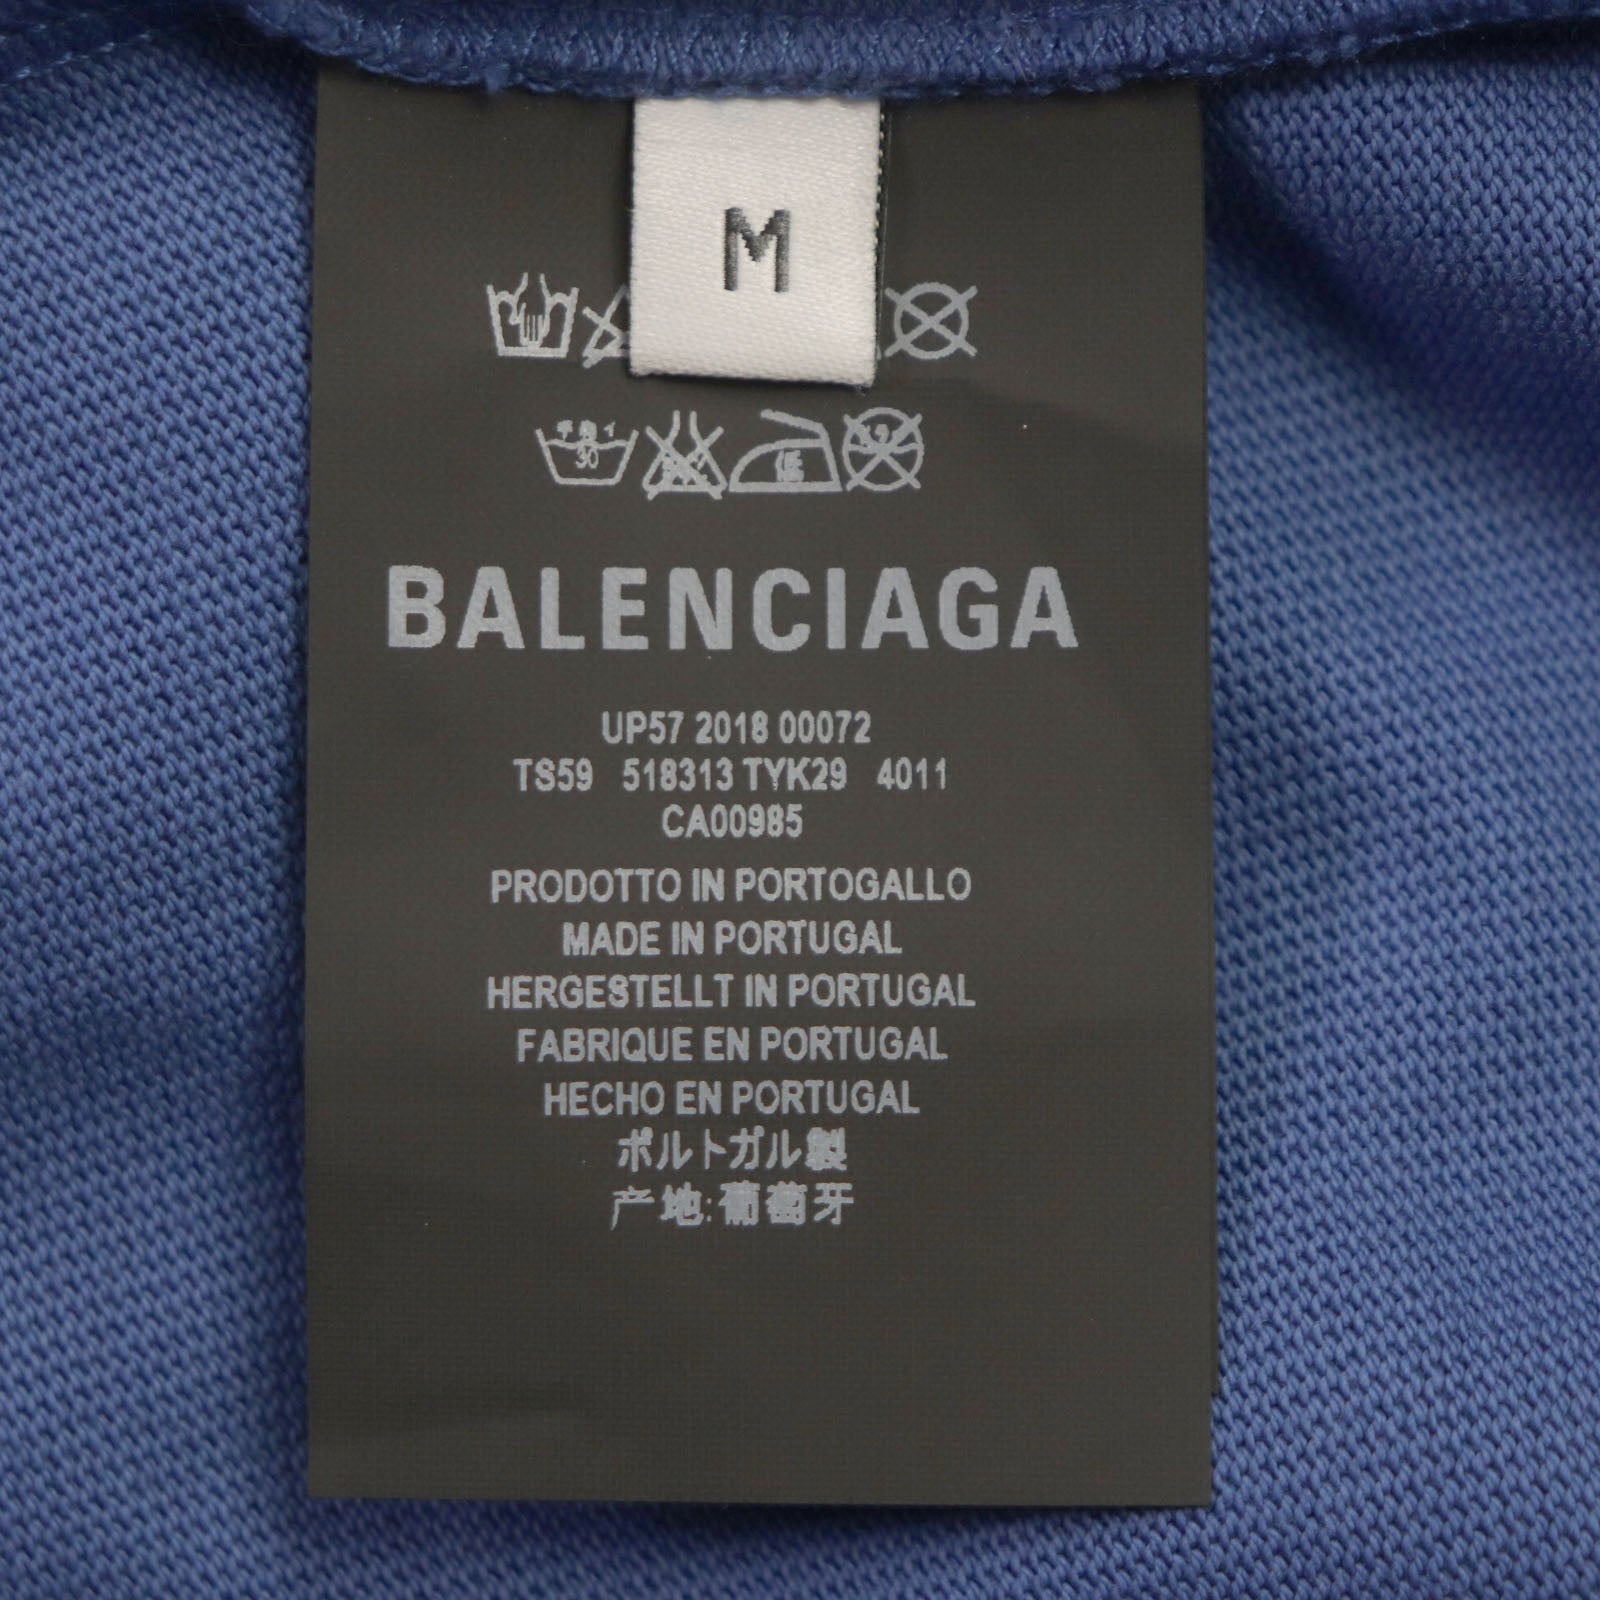 M
30
BALENCIAGA
UP57 2018 00072
TS59 518313 TYK29 4011
CA00985
PRODOTTO IN PORTOGALLO
MADE IN PORTUGAL
HERGESTELLT IN PORTUGAL
FABRIQUE EN PORTUGAL
HECHO EN PORTUGAL
ポルトガル製
产地:葡萄牙